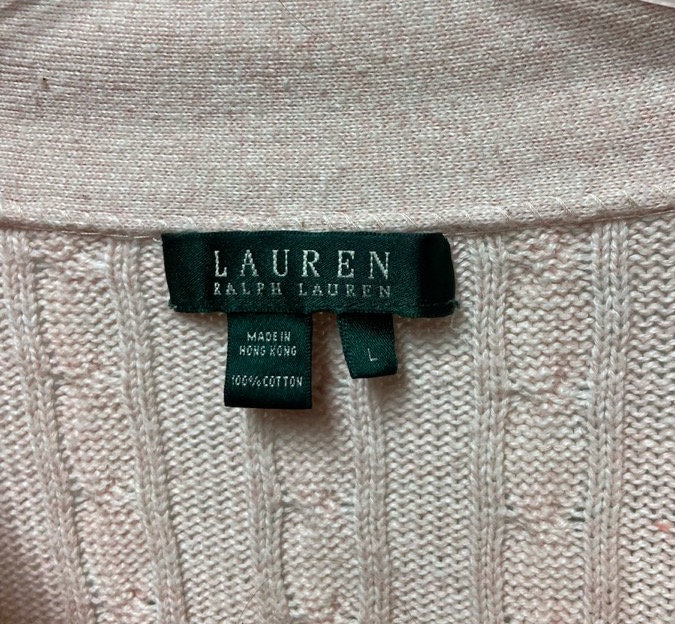 LAUREN
RALPH LAUREN
MADE IN
HONG KONG
100% COTTON
L